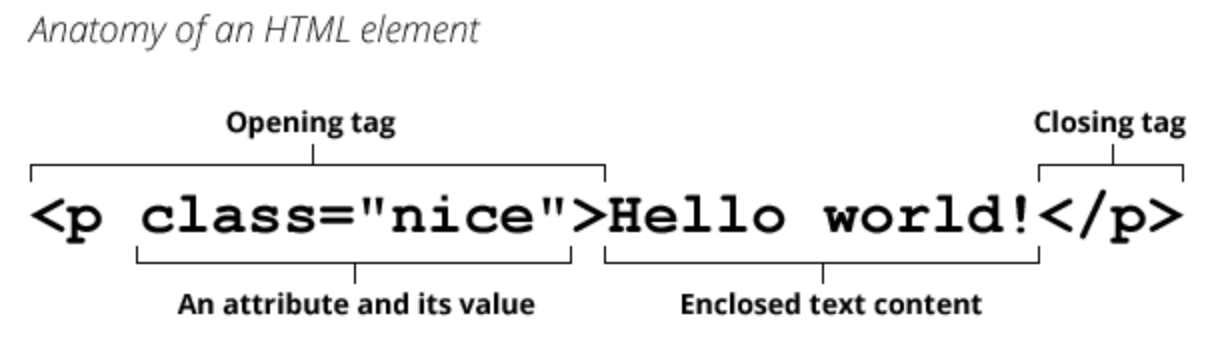 Anatomy of an HTML element
Opening tag Closing tag
<p class="nice">Hello world!</p>
An attribute and its value Enclosed text content